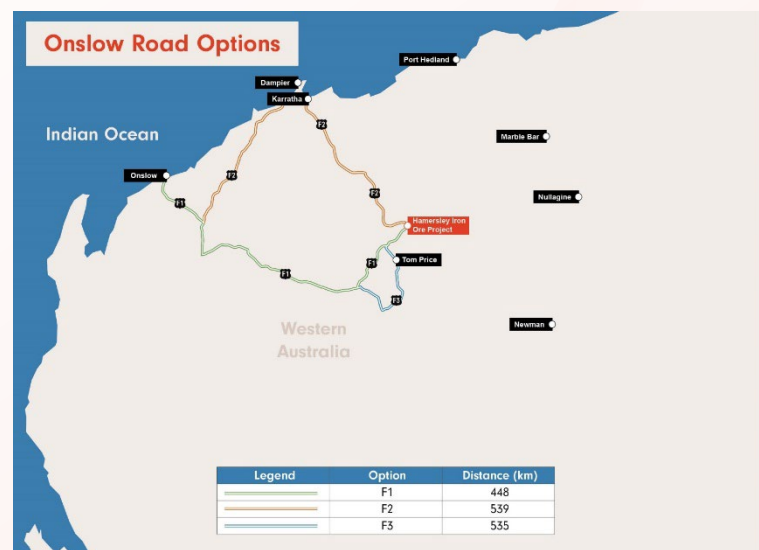 Onslow Road Options
Port Hedland
Dampier
Karratha
F2
Indian Ocean
Marble Bar
Onslow
F2
F2
F1
Nullagine
Hamersley Iron
Ore Project
F1
Tom Price
F1
F3
Newman
Western
Australia
Legend Option Distance (km)
F1 448
F2 539
F3 535